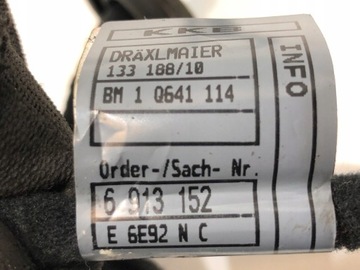 KKB
DRÄXLMAIER
133 188/10
BM 1 Q641 114
INFO
Order-/Sach- Nr.
6 913 152
E 6E92 N C